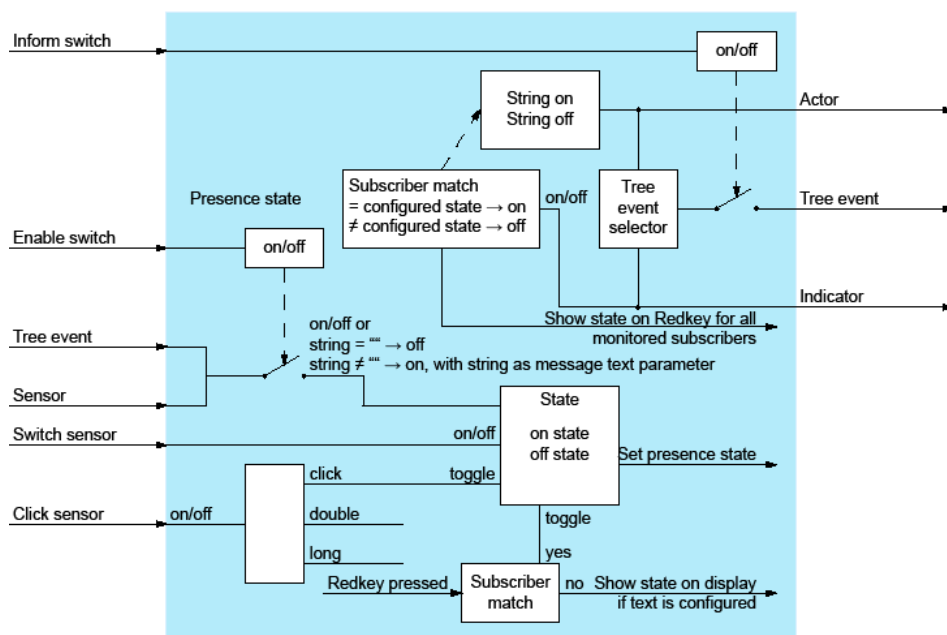 Inform switch
on/off
String on
String off
Actor
Subscriber match
= configured state → on
≠ configured state → off
on/off
Tree
event
selector
Tree event
Presence state
Enable switch
on/off
Indicator
Show state on Redkey for all
monitored subscribers
Tree event
on/off or
string = ““ → off
string ≠ ““ → on, with string as message text parameter
Sensor
State
on state
off state
Switch sensor
on/off
Set presence state
click
toggle
Click sensor
on/off
double
toggle
long
yes
Redkey pressed
Subscriber
match
no
Show state on display
if text is configured